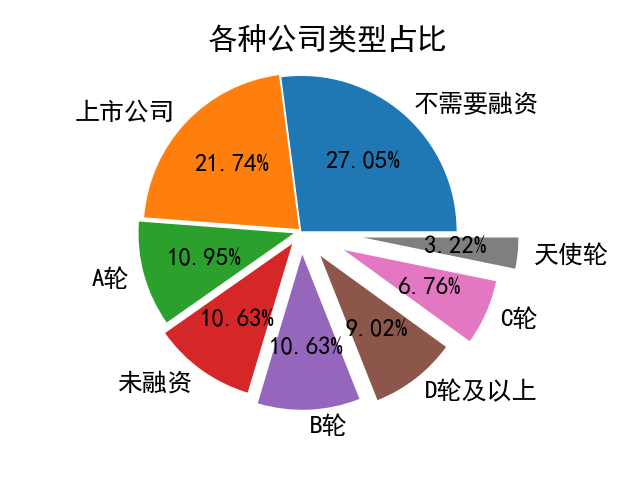 各种公司类型占比
不需要融资
27.05%
上市公司
21.74%
A轮
10.95%
未融资
10.63%
B轮
10.63%
D轮及以上
9.02%
C轮
6.76%
天使轮
3.22%